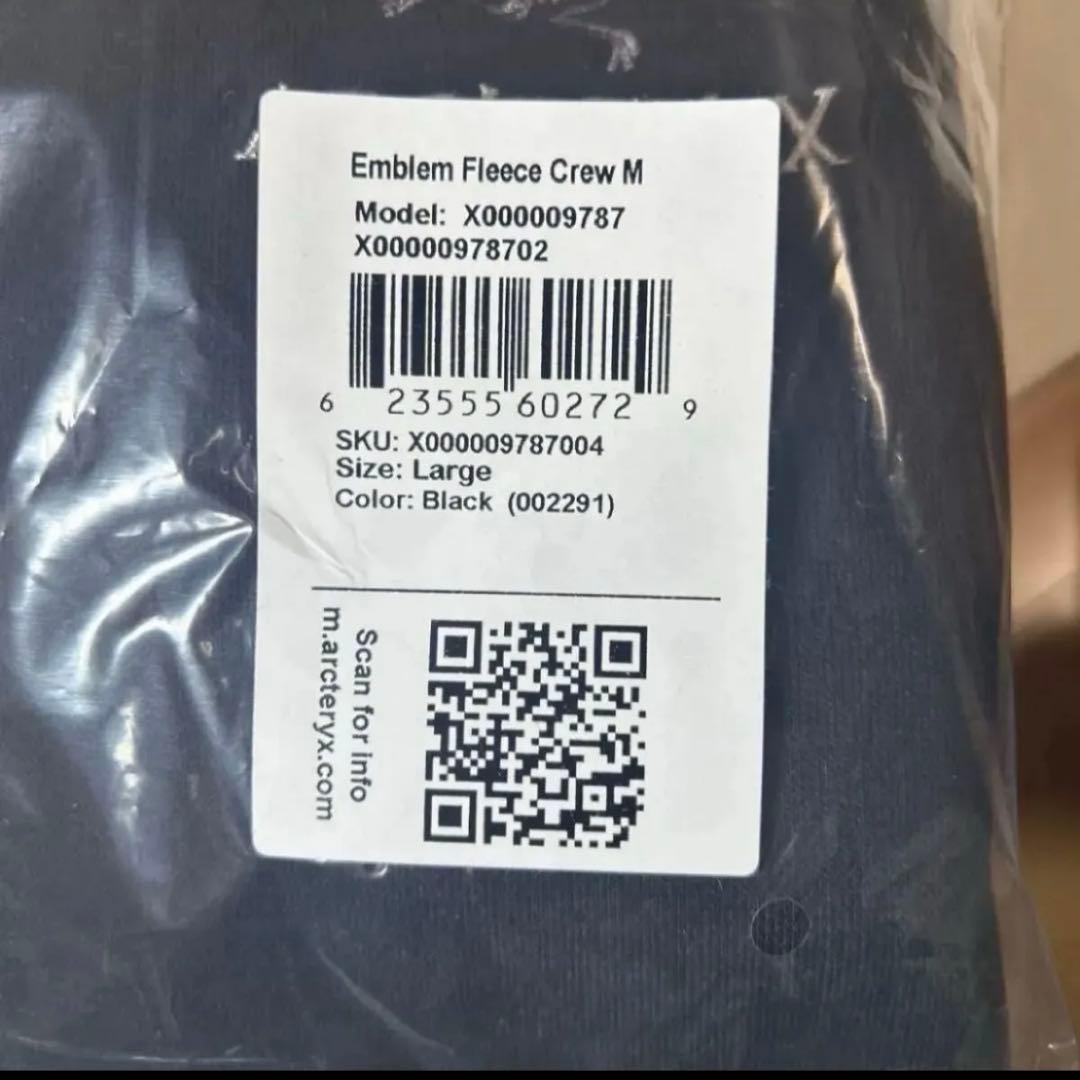 X
Emblem Fleece Crew M
Model: X000009787
X00000978702
6 23555 60272 9
SKU: X000009787004
Size: Large
Color: Black (002291)
Scan for info
m.arcteryx.com